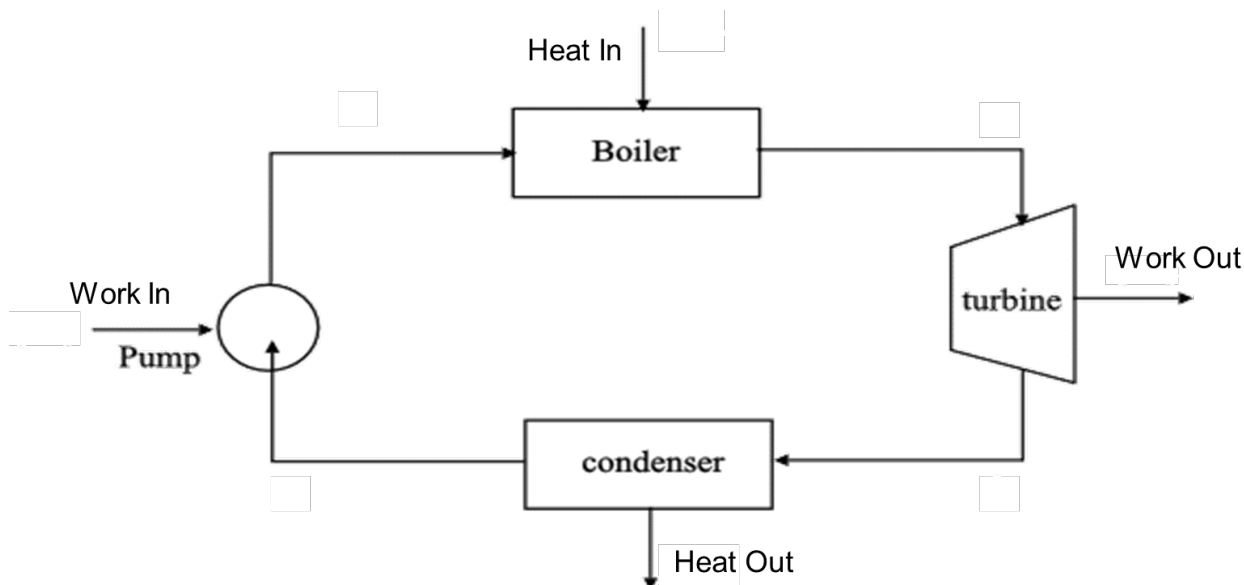 Heat In
Boiler
Work In
Pump
turbine
Work Out
condenser
Heat Out